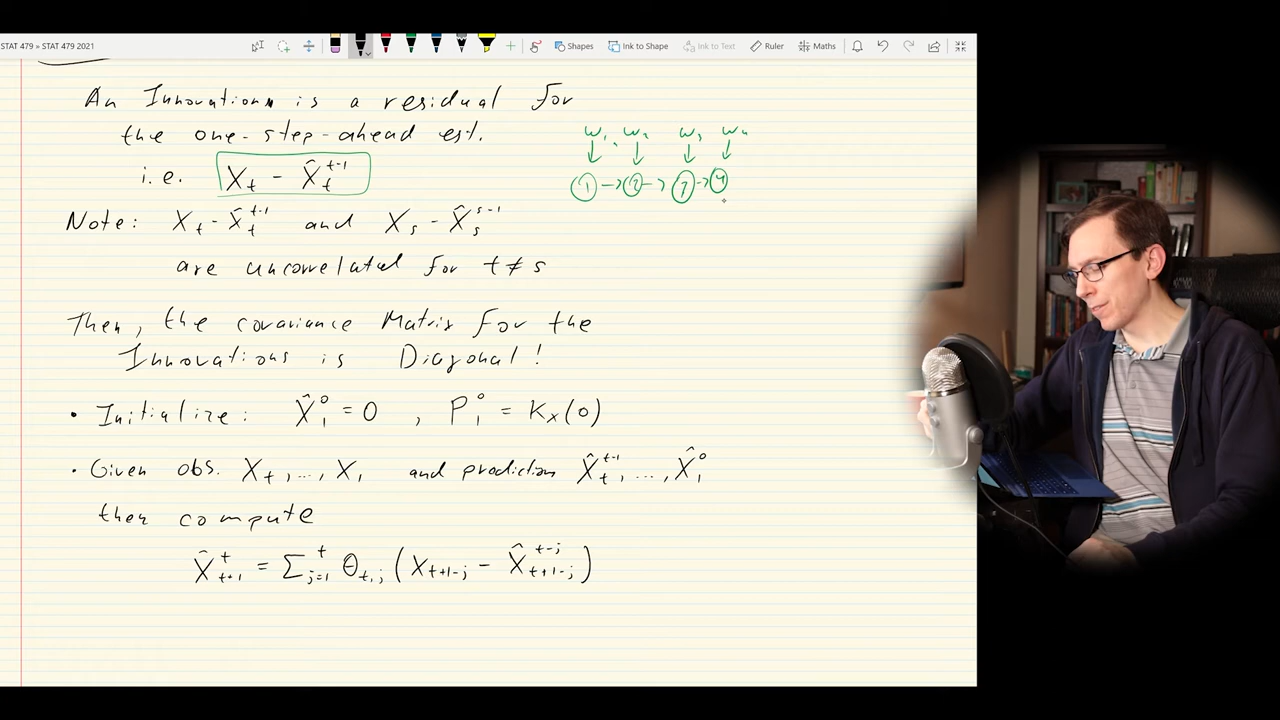 STAT 479 » STAT 2021
Shapes
Ink to Shape
Ink to Text
Ruler
Maths
An Innovation is a residual for
the one-step-ahead est.
i.e. X_t - X̂_t^{t-1}
w_1 w_2 w_3 w_4
1 → 2 → 3 → 4
Note: X_t - X̂_t^{t-1} and X_s - X̂_s^{s-1}
are uncorrelated for t ≠ s
Then, the covariance Matrix for the
Innovations is Diagonal!
• Initialize: X̂_1^0 = 0 , P_1^0 = K_X(0)
• Given obs. X_t, ..., X_1 and prediction X̂_t^{t-1}, ..., X̂_1^0
then compute
X̂_{t+1}^t = Σ_{j=1}^t θ_{t,j} (X_{t+1-j} - X̂_{t+1-j}^{t-j})